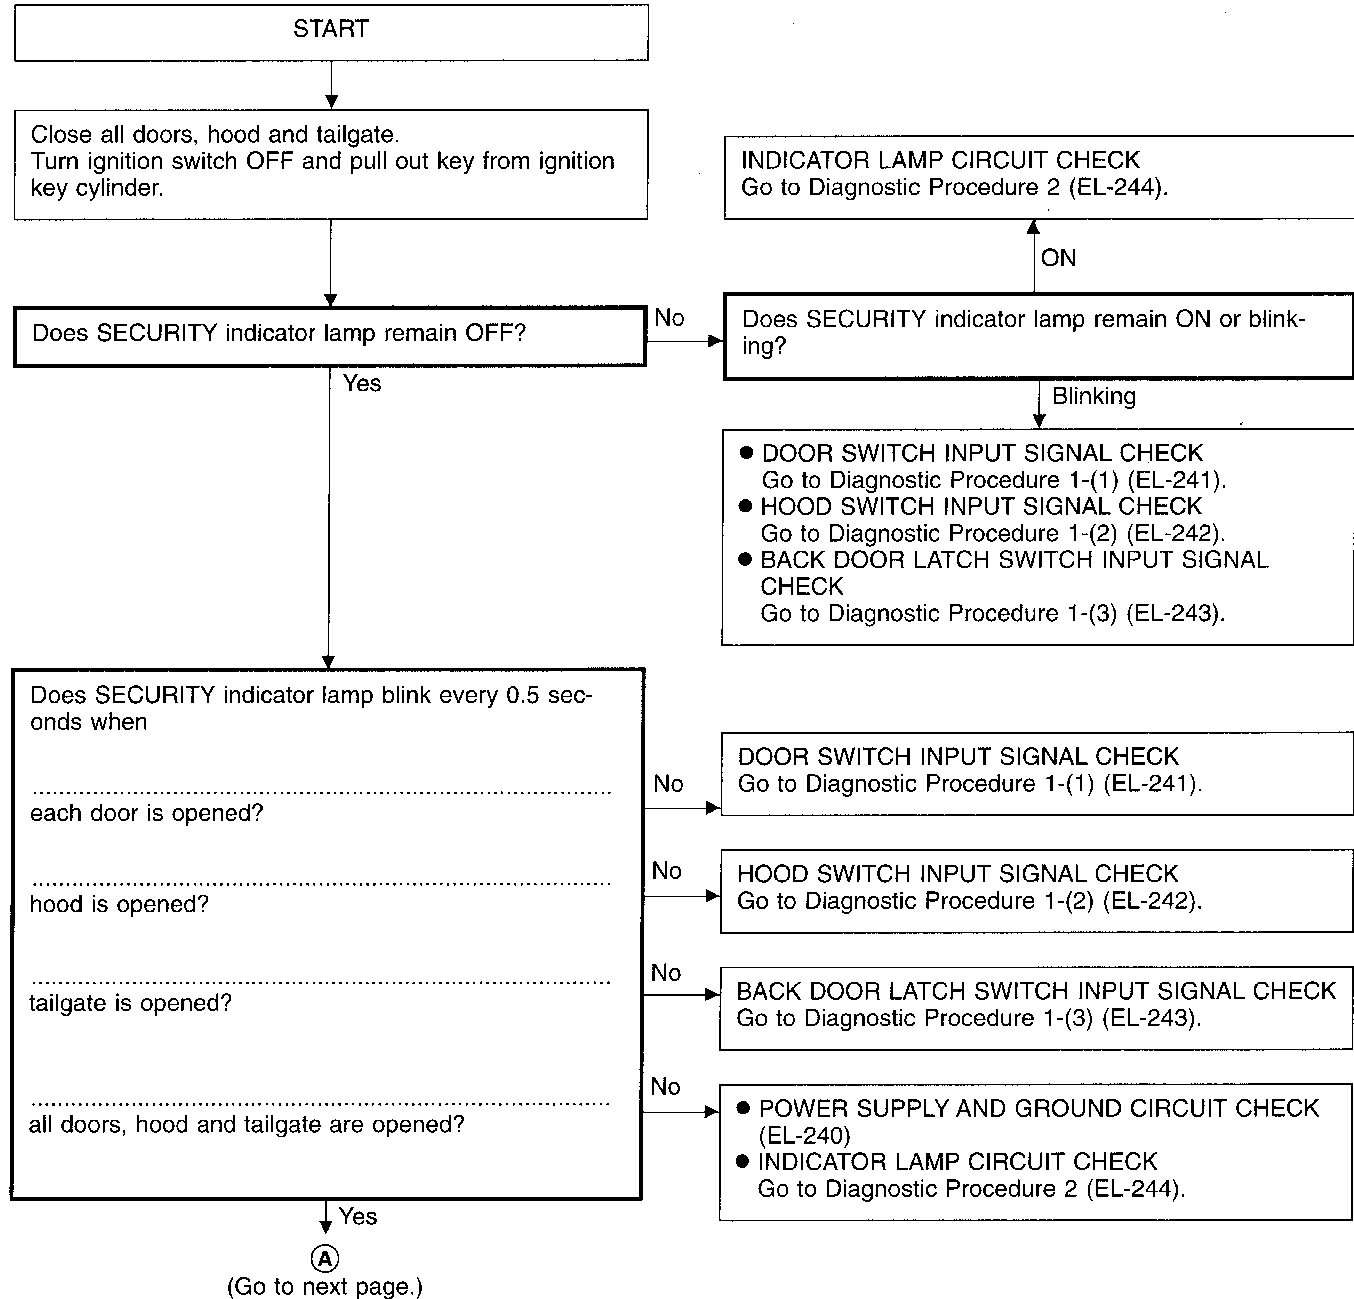 START
Close all doors, hood and tailgate.
Turn ignition switch OFF and pull out key from ignition
key cylinder.
INDICATOR LAMP CIRCUIT CHECK
Go to Diagnostic Procedure 2 (EL-244).
ON
Does SECURITY indicator lamp remain OFF?
No
Does SECURITY indicator lamp remain ON or blink-
ing?
Yes
Blinking
● DOOR SWITCH INPUT SIGNAL CHECK
Go to Diagnostic Procedure 1-(1) (EL-241).
● HOOD SWITCH INPUT SIGNAL CHECK
Go to Diagnostic Procedure 1-(2) (EL-242).
● BACK DOOR LATCH SWITCH INPUT SIGNAL
CHECK
Go to Diagnostic Procedure 1-(3) (EL-243).
Does SECURITY indicator lamp blink every 0.5 sec-
onds when
each door is opened?
No
DOOR SWITCH INPUT SIGNAL CHECK
Go to Diagnostic Procedure 1-(1) (EL-241).
hood is opened?
No
HOOD SWITCH INPUT SIGNAL CHECK
Go to Diagnostic Procedure 1-(2) (EL-242).
tailgate is opened?
No
BACK DOOR LATCH SWITCH INPUT SIGNAL CHECK
Go to Diagnostic Procedure 1-(3) (EL-243).
all doors, hood and tailgate are opened?
No
● POWER SUPPLY AND GROUND CIRCUIT CHECK
(EL-240)
● INDICATOR LAMP CIRCUIT CHECK
Go to Diagnostic Procedure 2 (EL-244).
Yes
A
(Go to next page.)